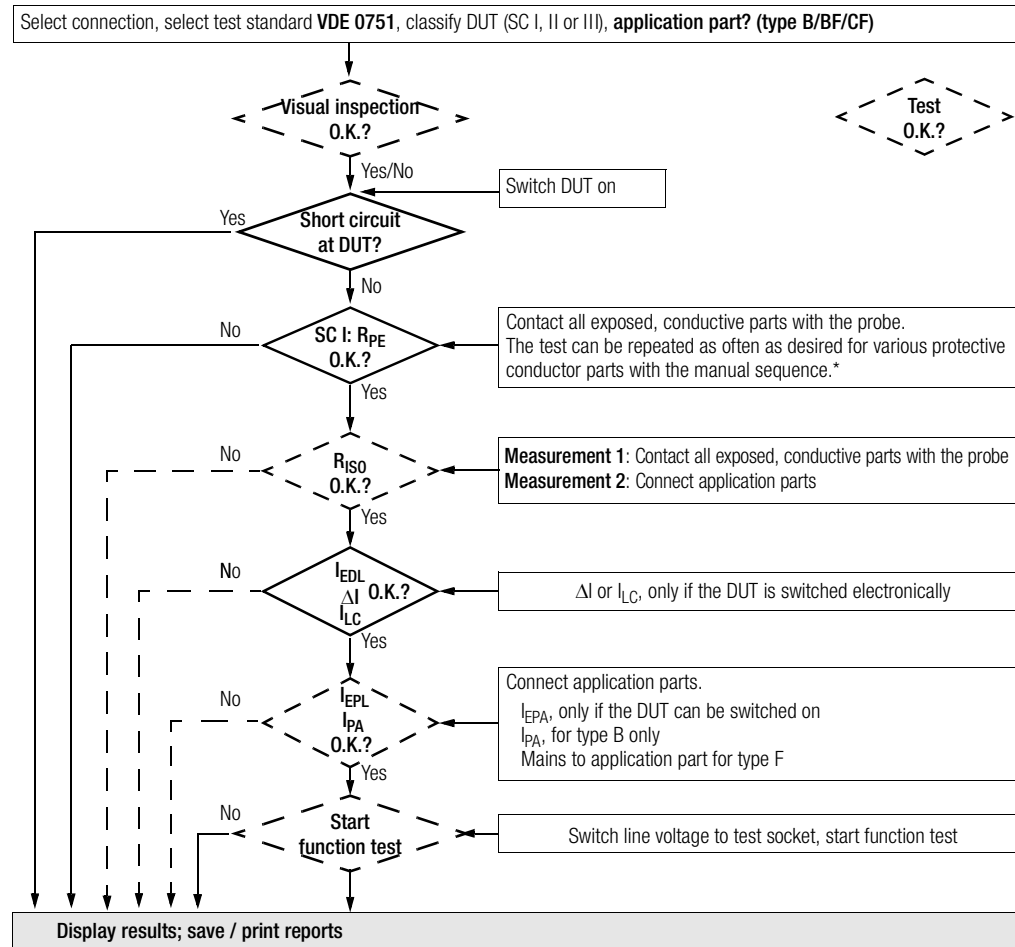 Select connection, select test standard VDE 0751, classify DUT (SC I, II or III), application part? (type B/BF/CF)
Visual inspection
O.K.?
Test
O.K.?
Yes/No
Switch DUT on
Yes
Short circuit
at DUT?
No
No
SC I: RPE
O.K.?
Contact all exposed, conductive parts with the probe.
The test can be repeated as often as desired for various protective
conductor parts with the manual sequence.*
Yes
No
RISO
O.K.?
Measurement 1: Contact all exposed, conductive parts with the probe
Measurement 2: Connect application parts
Yes
No
IEDL
ΔI O.K.?
ILC
ΔI or ILC, only if the DUT is switched electronically
Yes
No
IEPL
IPA
O.K.?
Connect application parts.
IEPA, only if the DUT can be switched on
IPA, for type B only
Mains to application part for type F
Yes
No
Start
function test
Switch line voltage to test socket, start function test
Display results; save / print reports